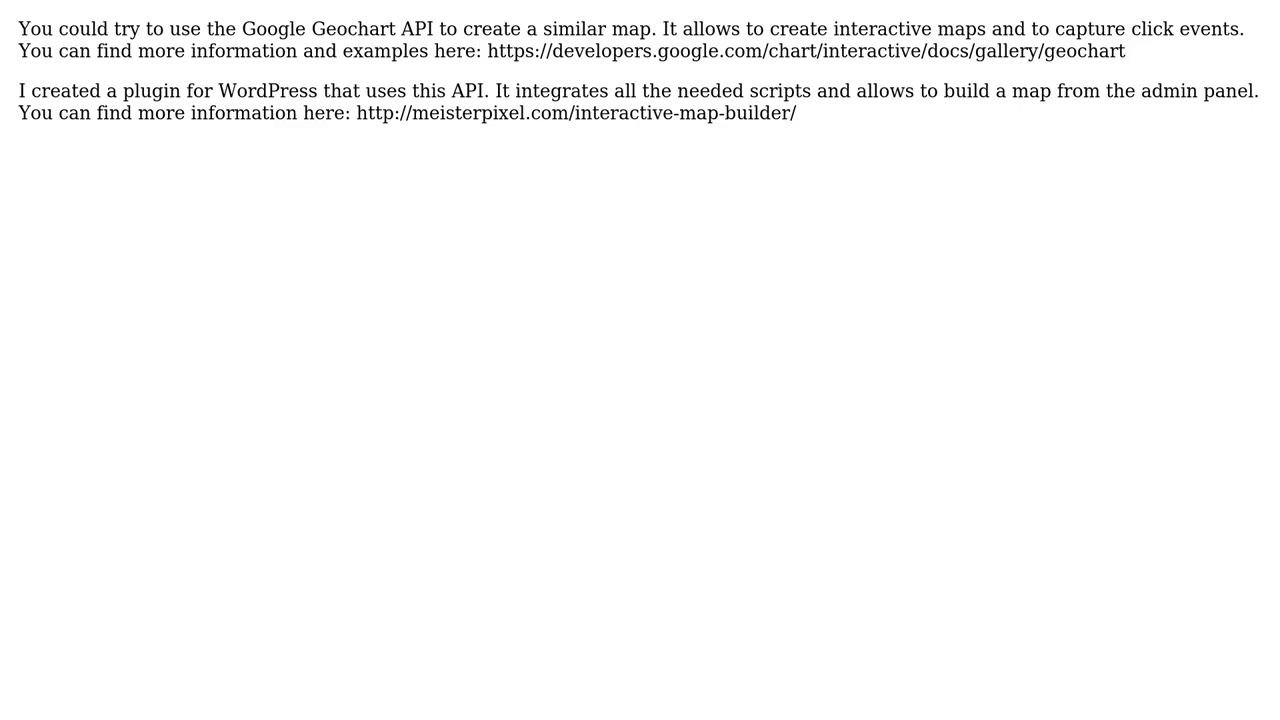 You could try to use the Google Geochart API to create a similar map. It allows to create interactive maps and to capture click events.
You can find more information and examples here: https://developers.google.com/chart/interactive/docs/gallery/geochart
I created a plugin for WordPress that uses this API. It integrates all the needed scripts and allows to build a map from the admin panel.
You can find more information here: http://meisterpixel.com/interactive-map-builder/